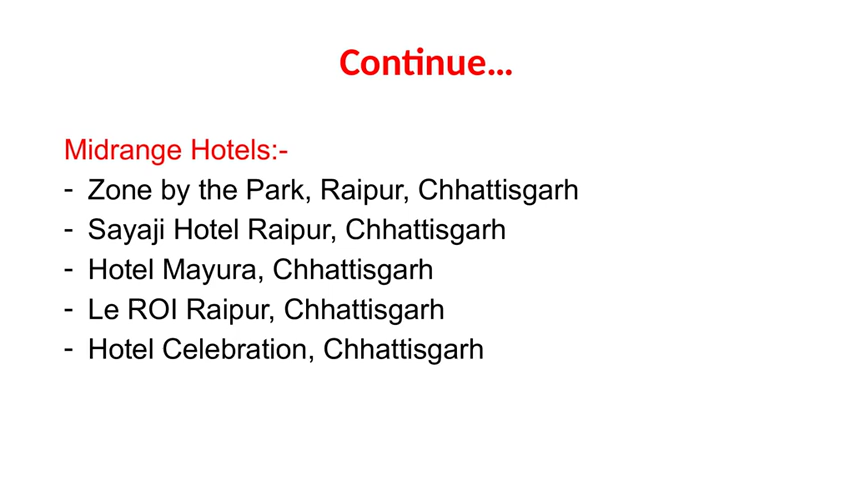 Continue…
Midrange Hotels:-
- Zone by the Park, Raipur, Chhattisgarh
- Sayaji Hotel Raipur, Chhattisgarh
- Hotel Mayura, Chhattisgarh
- Le ROI Raipur, Chhattisgarh
- Hotel Celebration, Chhattisgarh